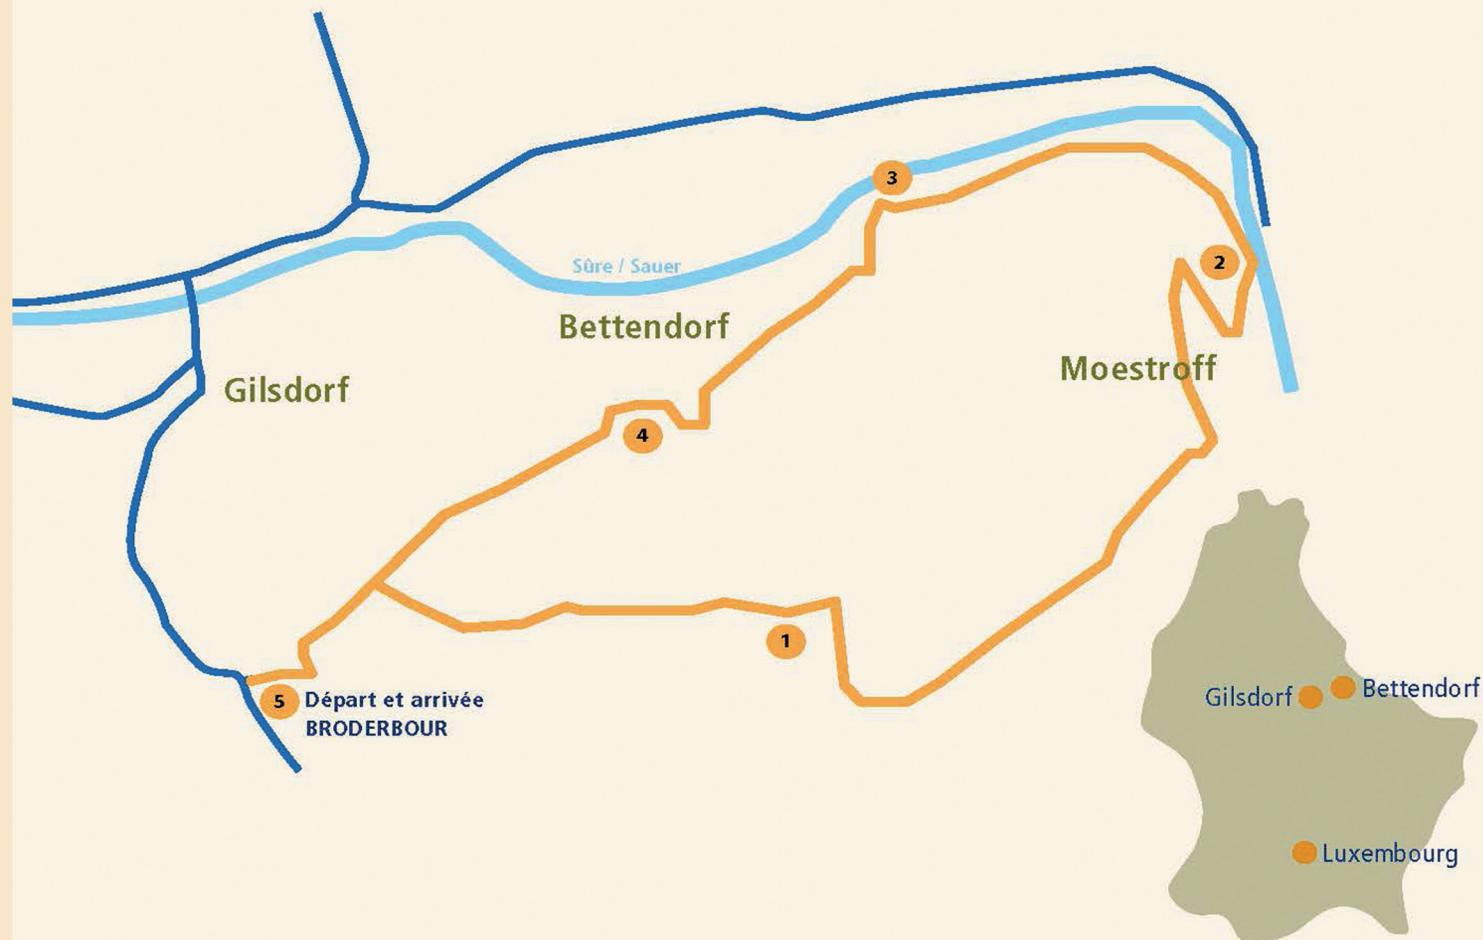 3
2
Sûre / Sauer
Bettendorf
Moestroff
Gilsdorf
4
1
5
Départ et arrivée
BRODERBOUR
Gilsdorf
Bettendorf
Luxembourg